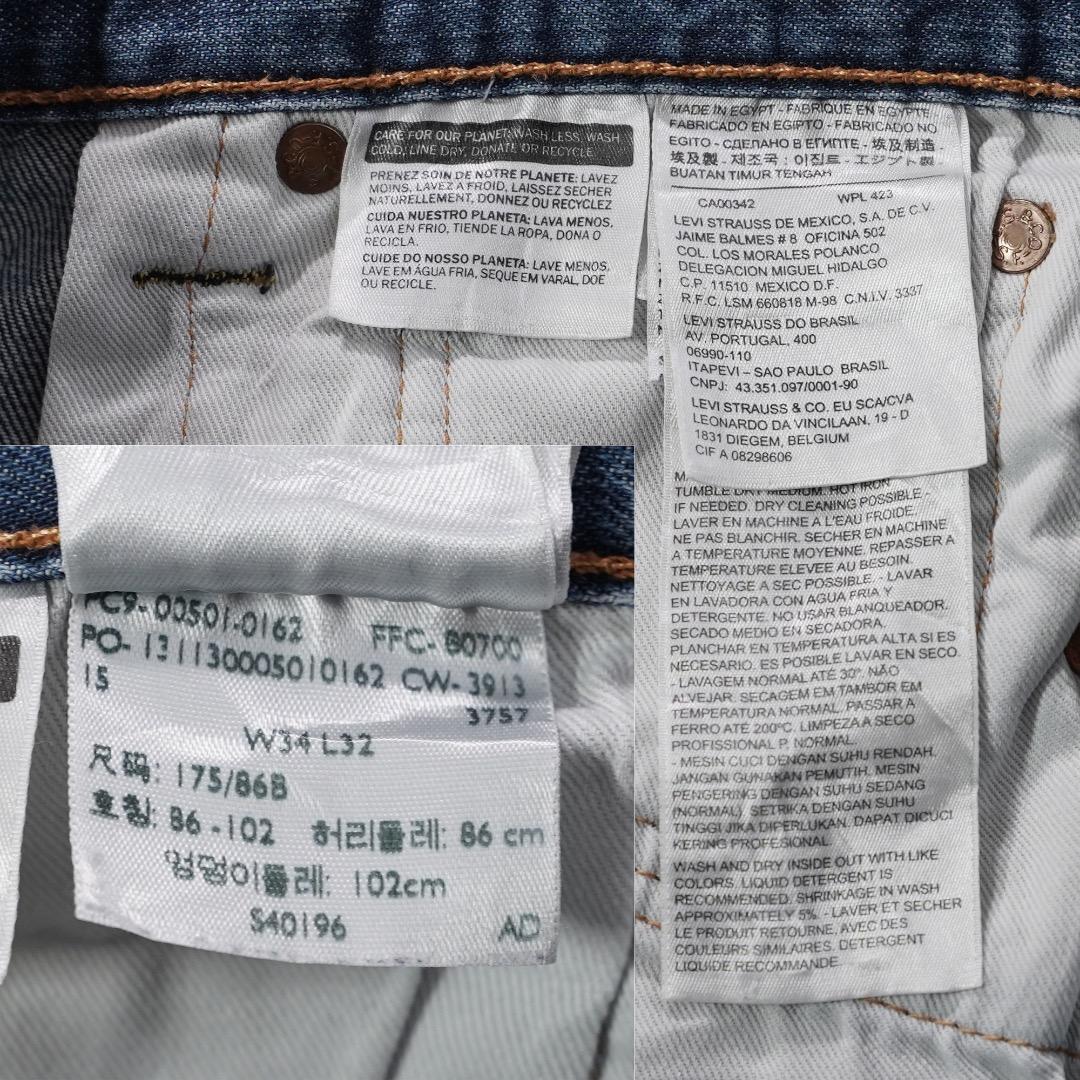 CARE FOR OUR PLANET: WASH LESS, WASH
COLD, LINE DRY, DONATE OR RECYCLE
PRENEZ SOIN DE NOTRE PLANETE: LAVEZ
MOINS, LAVEZ A FROID, LAISSEZ SECHER
NATURELLEMENT, DONNEZ OU RECYCLEZ
CUIDA NUESTRO PLANETA: LAVA MENOS,
LAVA EN FRIO, TIENDE LA ROPA, DONA O
RECICLA.
CUIDE DO NOSSO PLANETA: LAVE MENOS,
LAVE EM ÁGUA FRIA, SEQUE EM VARAL, DOE
OU RECICLE.
MADE IN EGYPT - FABRIQUE EN EGYPTE
FABRICADO EN EGIPTO - FABRICADO NO
EGITO - СДЕЛАНО В ЕГИПТЕ - 埃及制造 -
埃及製 - 제조국 : 이집트 - エジプト製
BUATAN TIMUR TENGAH
CA00342 WPL 423
LEVI STRAUSS DE MEXICO, S.A. DE C.V.
JAIME BALMES # 8 OFICINA 502
COL. LOS MORALES POLANCO
DELEGACION MIGUEL HIDALGO
C.P. 11510 MEXICO D.F.
R.F.C. LSM 660818 M-98 C.N.I.V. 3337
LEVI STRAUSS DO BRASIL
AV. PORTUGAL, 400
06990-110
ITAPEVI – SAO PAULO BRASIL
CNPJ: 43.351.097/0001-90
LEVI STRAUSS & CO. EU SCA/CVA
LEONARDO DA VINCILAAN, 19 - D
1831 DIEGEM, BELGIUM
CIF A 08298606
TUMBLE DRY MEDIUM. HOT IRON
IF NEEDED. DRY CLEANING POSSIBLE -
LAVER EN MACHINE A L'EAU FROIDE.
NE PAS BLANCHIR. SECHER EN MACHINE
A TEMPERATURE MOYENNE. REPASSER A
TEMPERATURE ELEVEE AU BESOIN.
NETTOYAGE A SEC POSSIBLE. - LAVAR
EN LAVADORA CON AGUA FRIA Y
DETERGENTE. NO USAR BLANQUEADOR.
SECADO MEDIO EN SECADORA.
PLANCHAR EN TEMPERATURA ALTA SI ES
NECESARIO. ES POSIBLE LAVAR EN SECO.
- LAVAGEM NORMAL ATÉ 30°. NÃO
ALVEJAR. SECAGEM EM TAMBOR EM
TEMPERATURA NORMAL. PASSAR A
FERRO ATÉ 200°C. LIMPEZA A SECO
PROFISSIONAL P, NORMAL.
- MESIN CUCI DENGAN SUHU RENDAH.
JANGAN GUNAKAN PEMUTIH. MESIN
PENGERING DENGAN SUHU SEDANG
(NORMAL). SETRIKA DENGAN SUHU
TINGGI JIKA DIPERLUKAN. DAPAT DICUCI
KERING PROFESIONAL.
WASH AND DRY INSIDE OUT WITH LIKE
COLORS. LIQUID DETERGENT IS
RECOMMENDED. SHRINKAGE IN WASH
APPROXIMATELY 5%. - LAVER ET SECHER
LE PRODUIT RETOURNE, AVEC DES
COULEURS SIMILAIRES. DETERGENT
LIQUIDE RECOMMANDE.
PC9- 00501-0162 FFC- 80700
PO- 131130005010162 CW- 3913
15 3757
W34 L32
尺码: 175/86B
호칭: 86 -102 허리둘레: 86 cm
엉덩이둘레: 102cm
S40196 AD